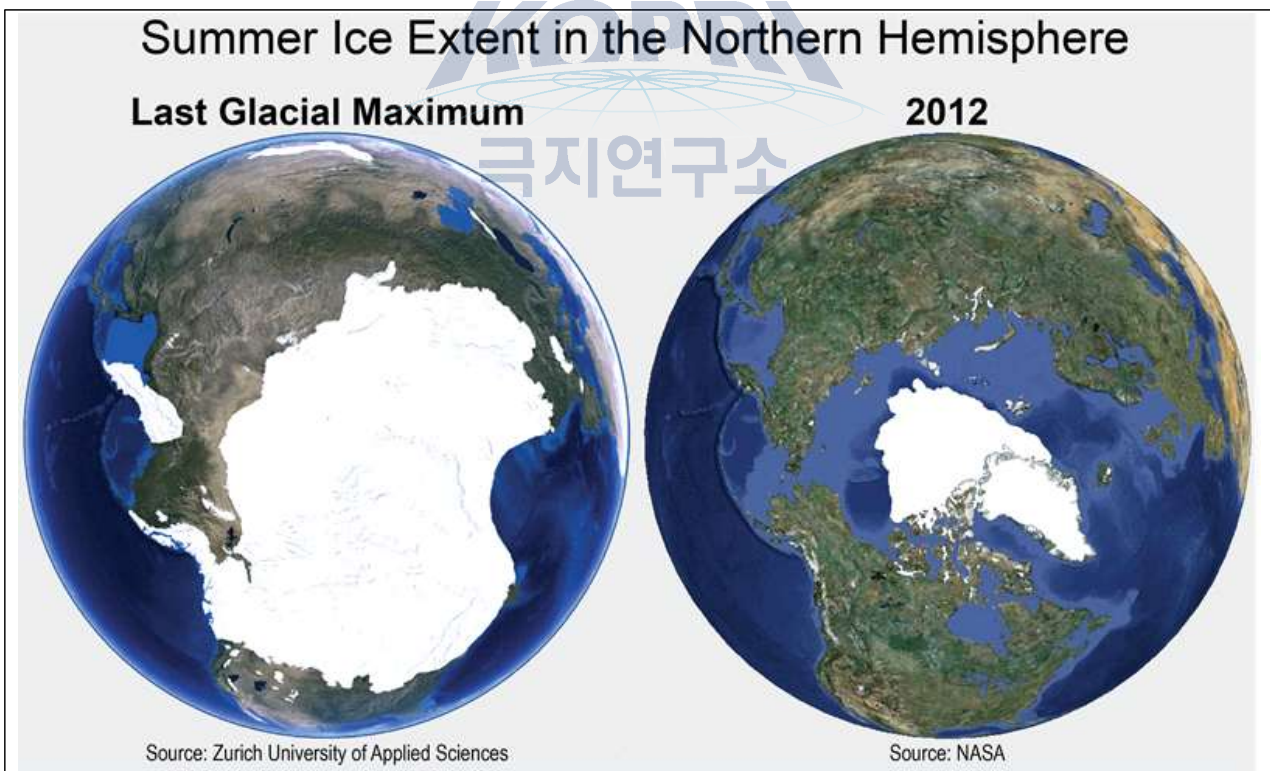 KOPRI
Summer Ice Extent in the Northern Hemisphere
Last Glacial Maximum
2012
극지연구소
Source: Zurich University of Applied Sciences
Source: NASA